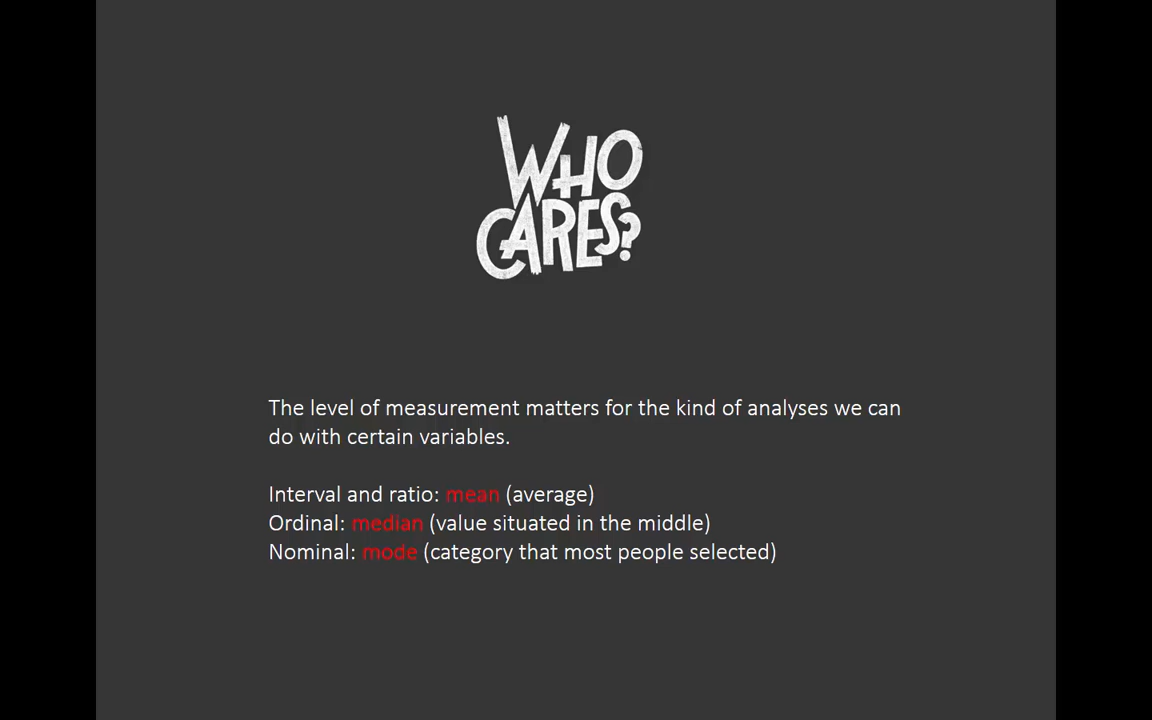 WHO
CARES?
The level of measurement matters for the kind of analyses we can
do with certain variables.
Interval and ratio: mean (average)
Ordinal: median (value situated in the middle)
Nominal: mode (category that most people selected)